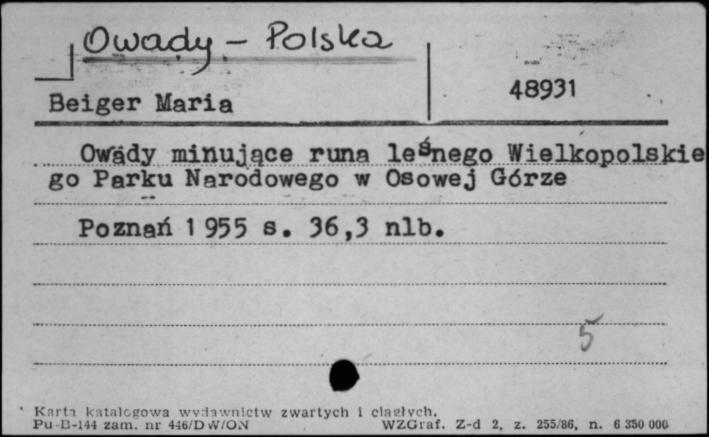 Owady - Polska
Beiger Maria
48931
Owady minujące runa leśnego Wielkopolskie
go Parku Narodowego w Osowej Górze
Poznań 1955 s. 36,3 nlb.
5
Karta katalogowa wydawnictw zwartych i ciągłych.
Pu-B-144 zam. nr 446/DW/ON WZGraf. Z-d 2, z. 255/86, n. 6 350 000